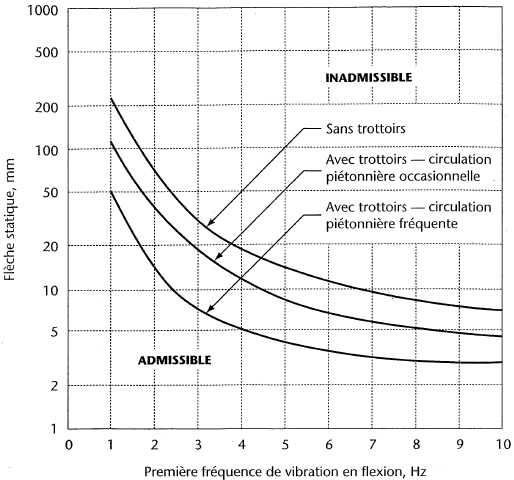 1000
500
200
100
50
20
10
5
2
1
Flèche statique, mm
INADMISSIBLE
Sans trottoirs
Avec trottoirs — circulation
piétonnière occasionnelle
Avec trottoirs — circulation
piétonnière fréquente
ADMISSIBLE
0 1 2 3 4 5 6 7 8 9 10
Première fréquence de vibration en flexion, Hz